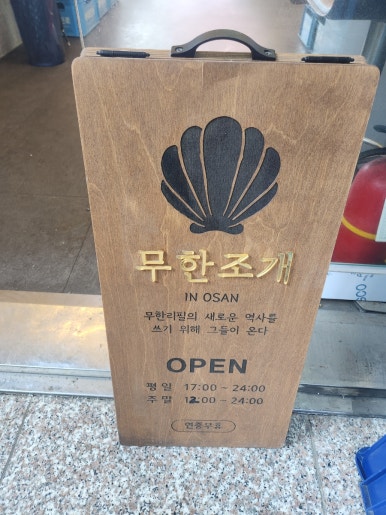 무한조개
IN OSAN
무한리필의 새로운 역사를
쓰기 위해 그들이 온다
OPEN
평일 17:00 - 24:00
주말 12:00 - 24:00
연중무휴